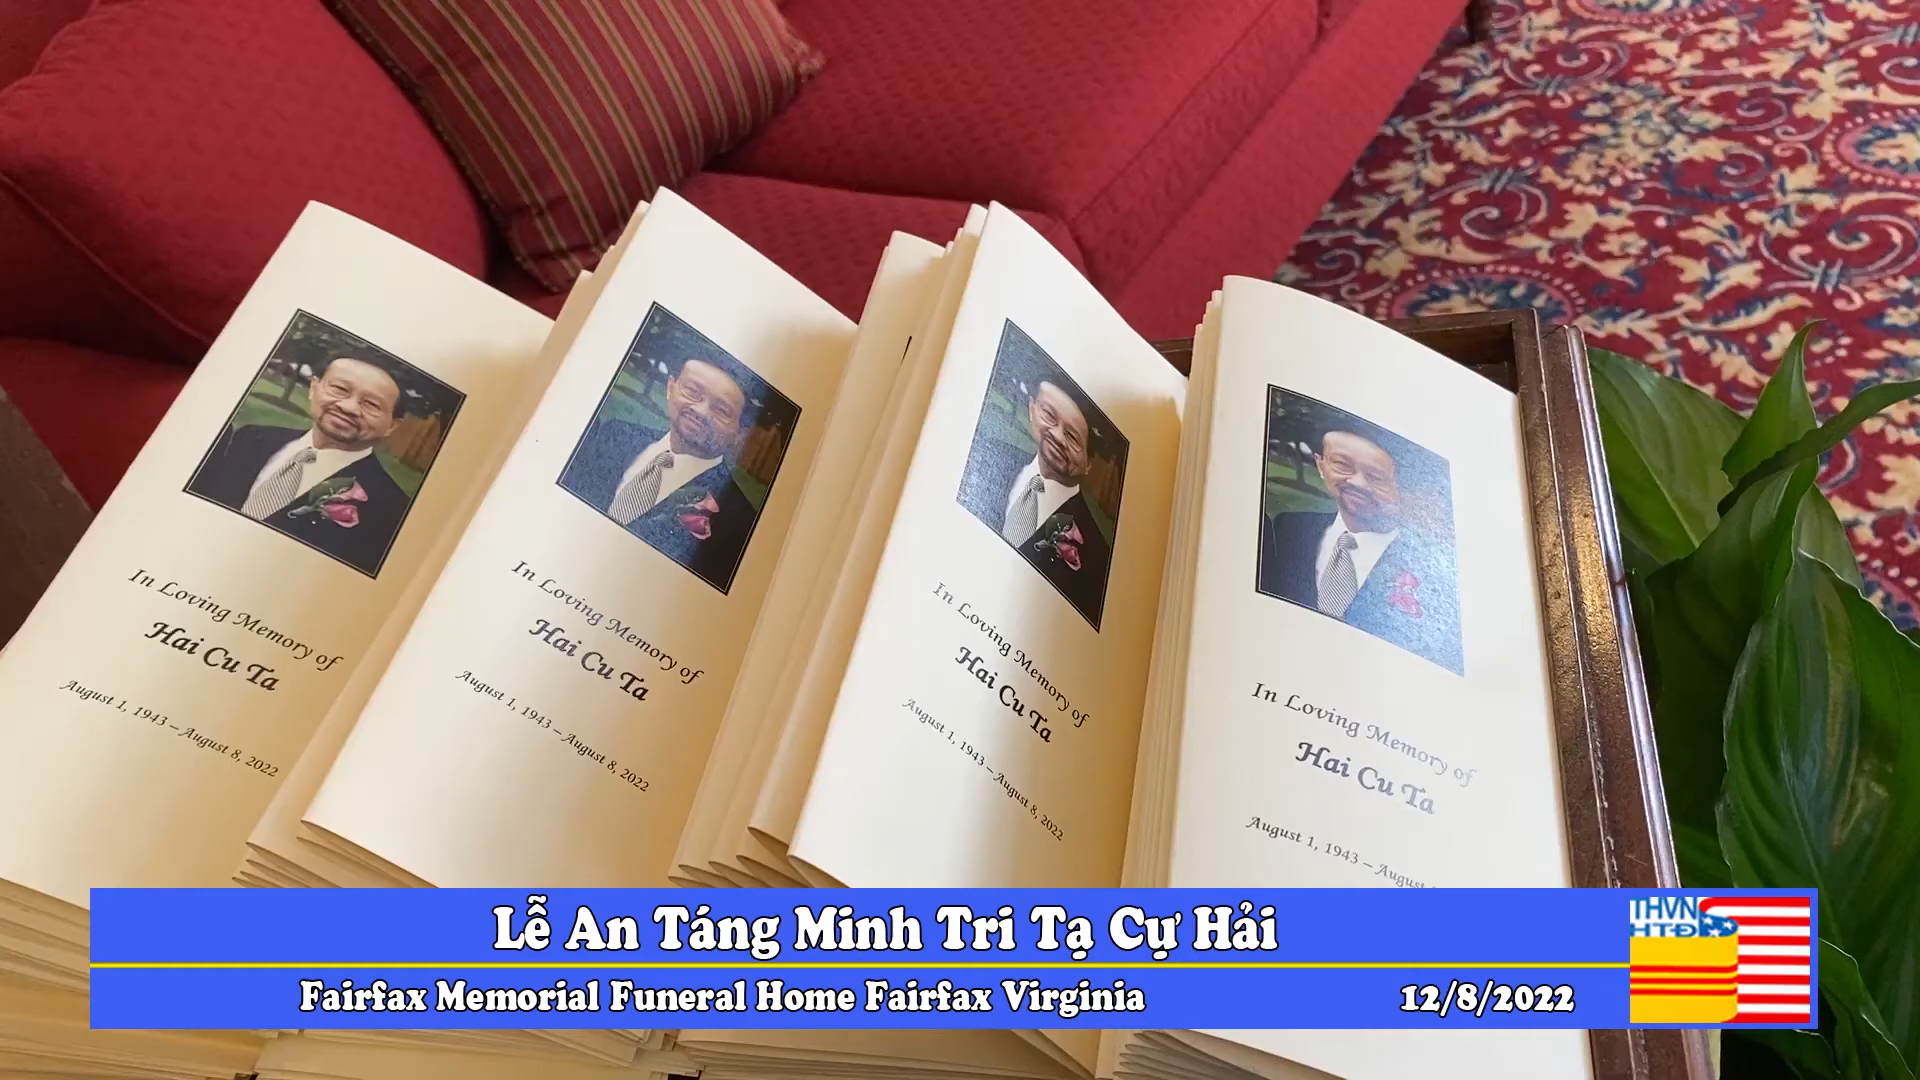 In Loving Memory of
Hai Cu Ta
August 1, 1943 – August 8, 2022
In Loving Memory of
Hai Cu Ta
August 1, 1943 – August 8, 2022
In Loving Memory of
Hai Cu Ta
August 1, 1943 – August 8, 2022
In Loving Memory of
Hai Cu Ta
August 1, 1943 – August
Lễ An Táng Minh Tri Tạ Cự Hải
Fairfax Memorial Funeral Home Fairfax Virginia
12/8/2022
THVN
HTĐ